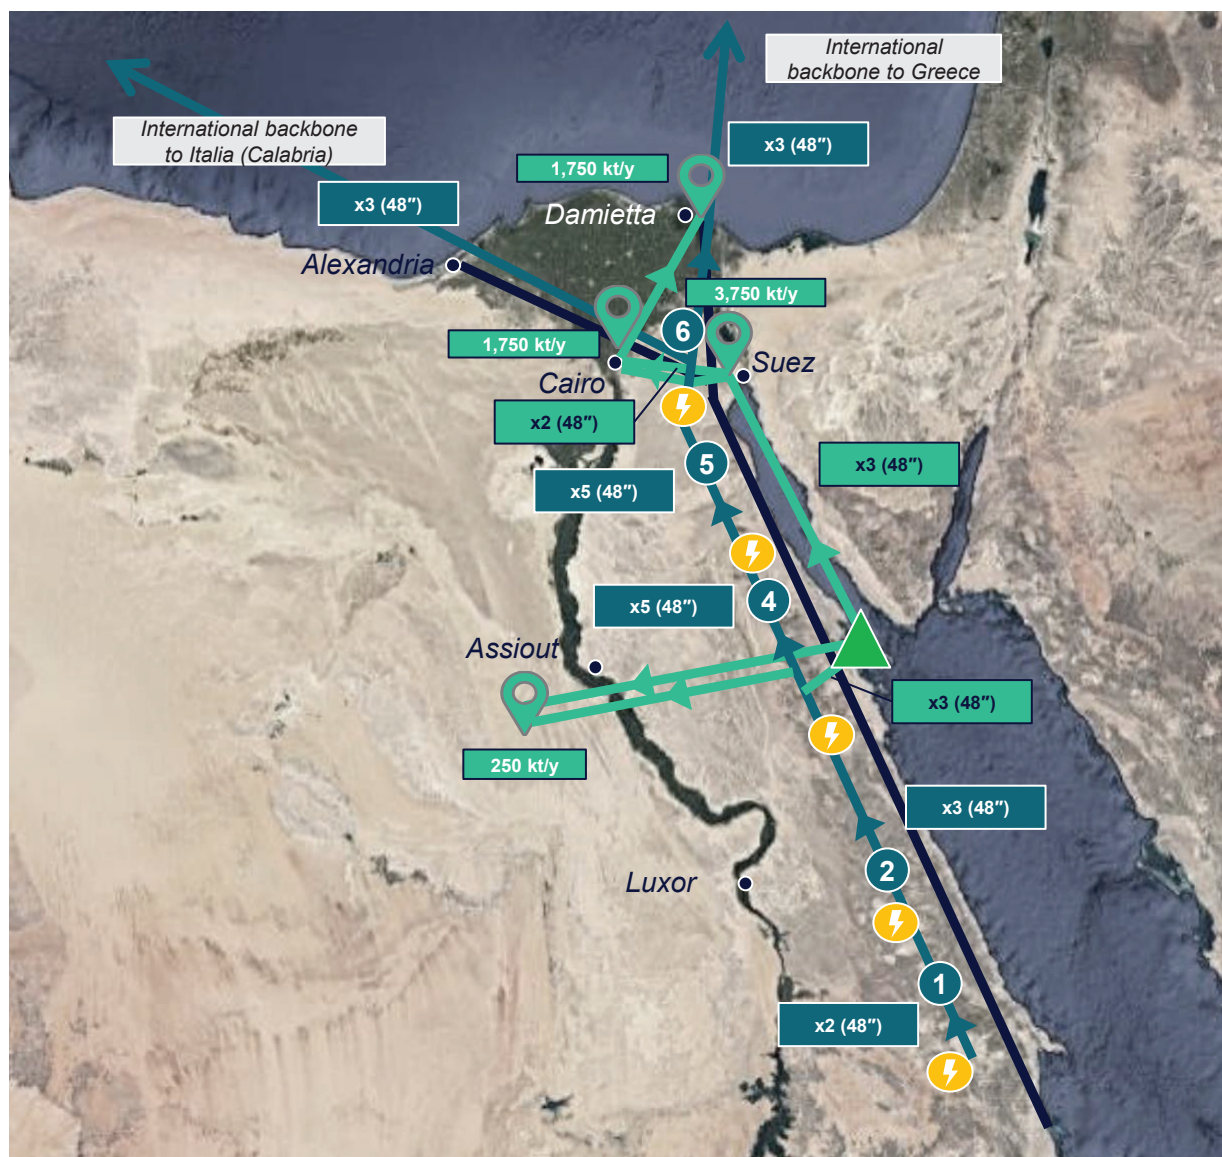 International
backbone to Greece
International backbone
to Italia (Calabria)
x3 (48″)
1,750 kt/y
x3 (48″)
Damietta
Alexandria
3,750 kt/y
6
1,750 kt/y
Suez
Cairo
x2 (48″)
5
x3 (48″)
x5 (48″)
4
x5 (48″)
Assiout
x3 (48″)
250 kt/y
x3 (48″)
2
Luxor
1
x2 (48″)